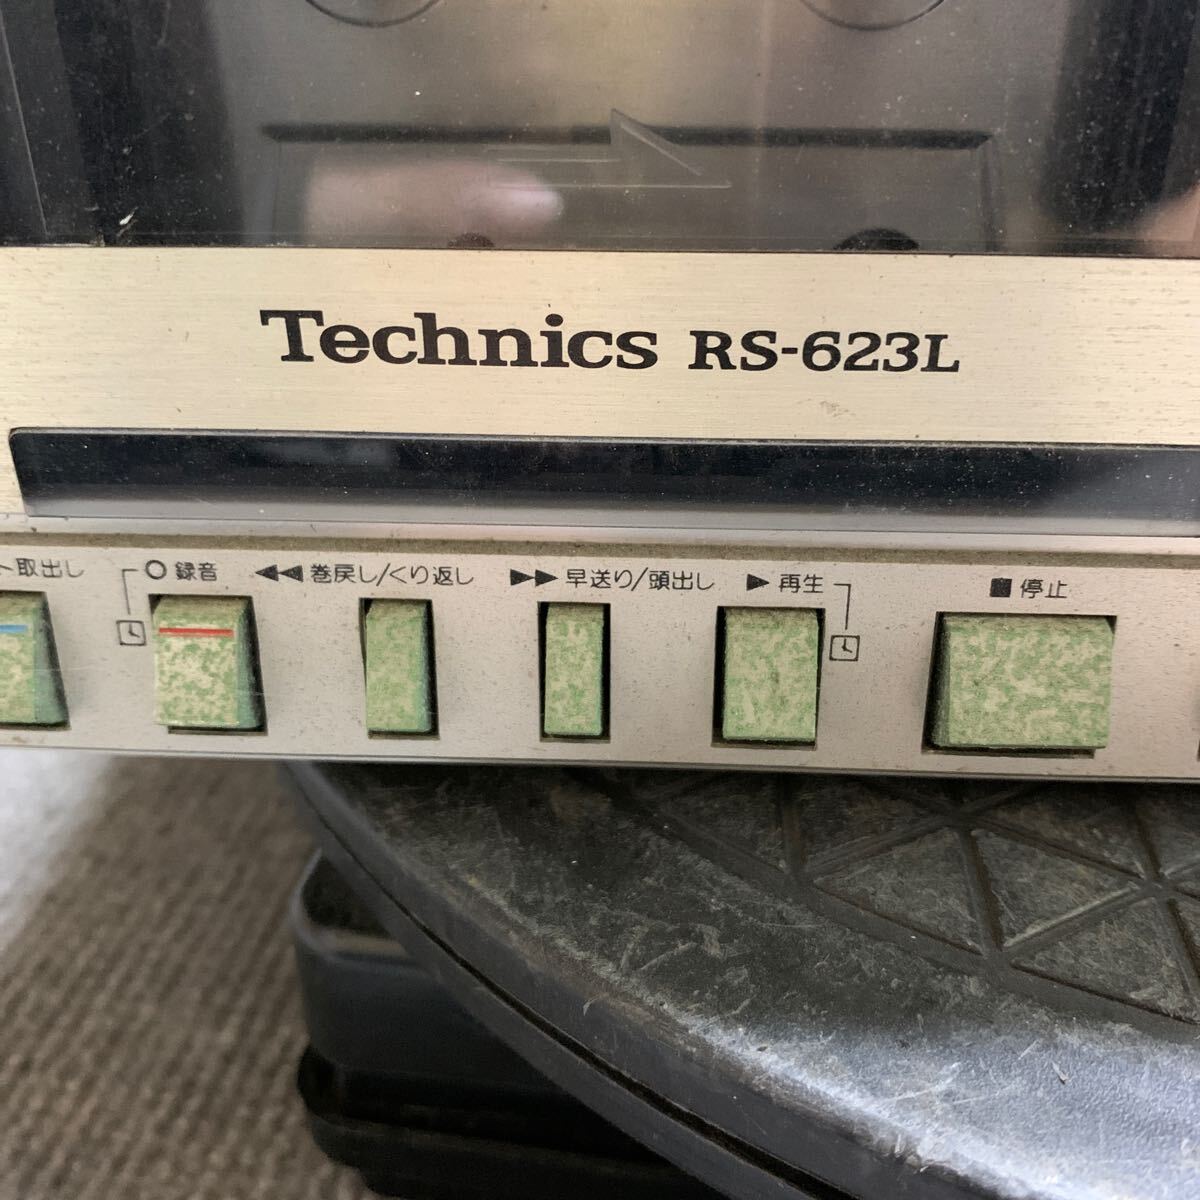 Technics RS-623L
ト取出し ○ 録音 ◀◀ 巻戻し/くり返し ▶▶ 早送り/頭出し ▶ 再生 ■ 停止